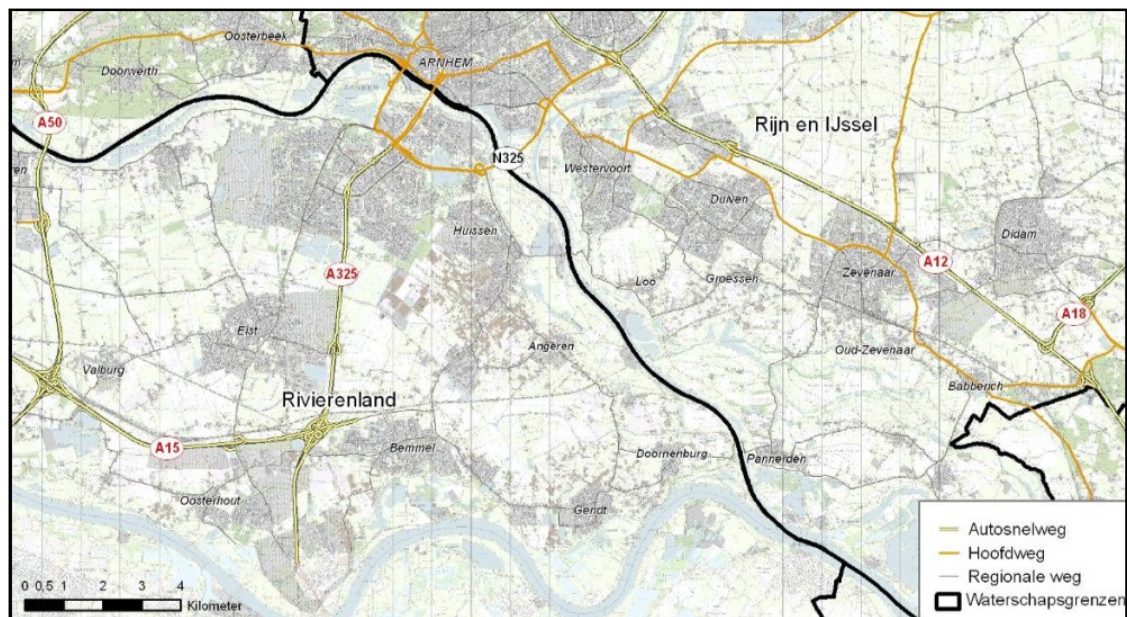 Oosterbeek
ARNHEM
Doorwerth
A50
Rijn en IJssel
N325
Westervoort
Duiven
Huissen
Didam
A325
A12
Zevenaar
Loo
Groessen
A18
Elst
Angeren
Oud-Zevenaar
Valburg
Babberich
Rivierenland
A15
Bemmel
Doornenburg
Pannerden
Oosterhout
Gendt
Autosnelweg
Hoofdweg
Regionale weg
Waterschapsgrenzen
0 0,5 1 2 3 4
Kilometer